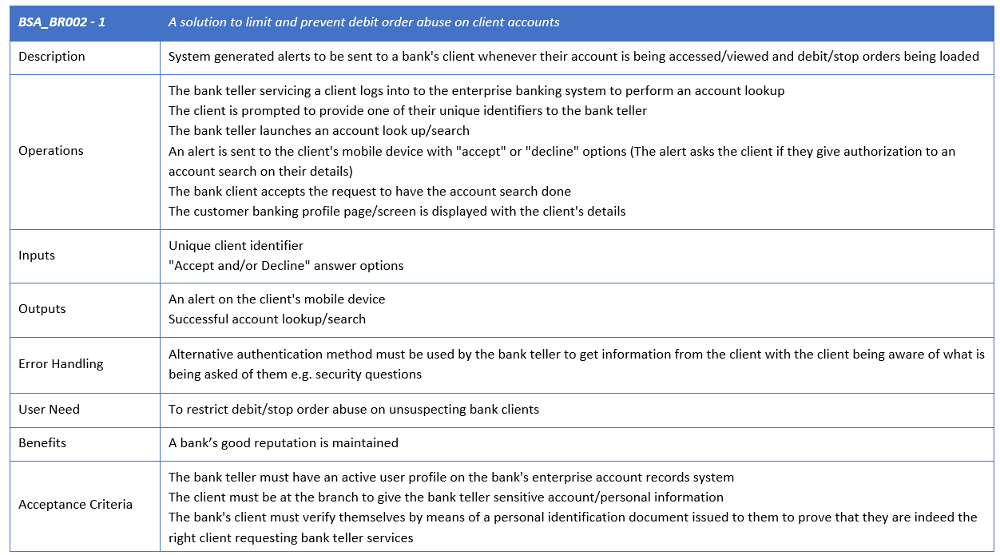 BSA_BR002 - 1 A solution to limit and prevent debit order abuse on client accounts
Description System generated alerts to be sent to a bank's client whenever their account is being accessed/viewed and debit/stop orders being loaded
Operations
The bank teller servicing a client logs into to the enterprise banking system to perform an account lookup
The client is prompted to provide one of their unique identifiers to the bank teller
The bank teller launches an account look up/search
An alert is sent to the client's mobile device with "accept" or "decline" options (The alert asks the client if they give authorization to an
account search on their details)
The bank client accepts the request to have the account search done
The customer banking profile page/screen is displayed with the client's details
Inputs
Unique client identifier
"Accept and/or Decline" answer options
Outputs
An alert on the client's mobile device
Successful account lookup/search
Error Handling
Alternative authentication method must be used by the bank teller to get information from the client with the client being aware of what is
being asked of them e.g. security questions
User Need To restrict debit/stop order abuse on unsuspecting bank clients
Benefits A bank’s good reputation is maintained
Acceptance Criteria
The bank teller must have an active user profile on the bank's enterprise account records system
The client must be at the branch to give the bank teller sensitive account/personal information
The bank's client must verify themselves by means of a personal identification document issued to them to prove that they are indeed the
right client requesting bank teller services